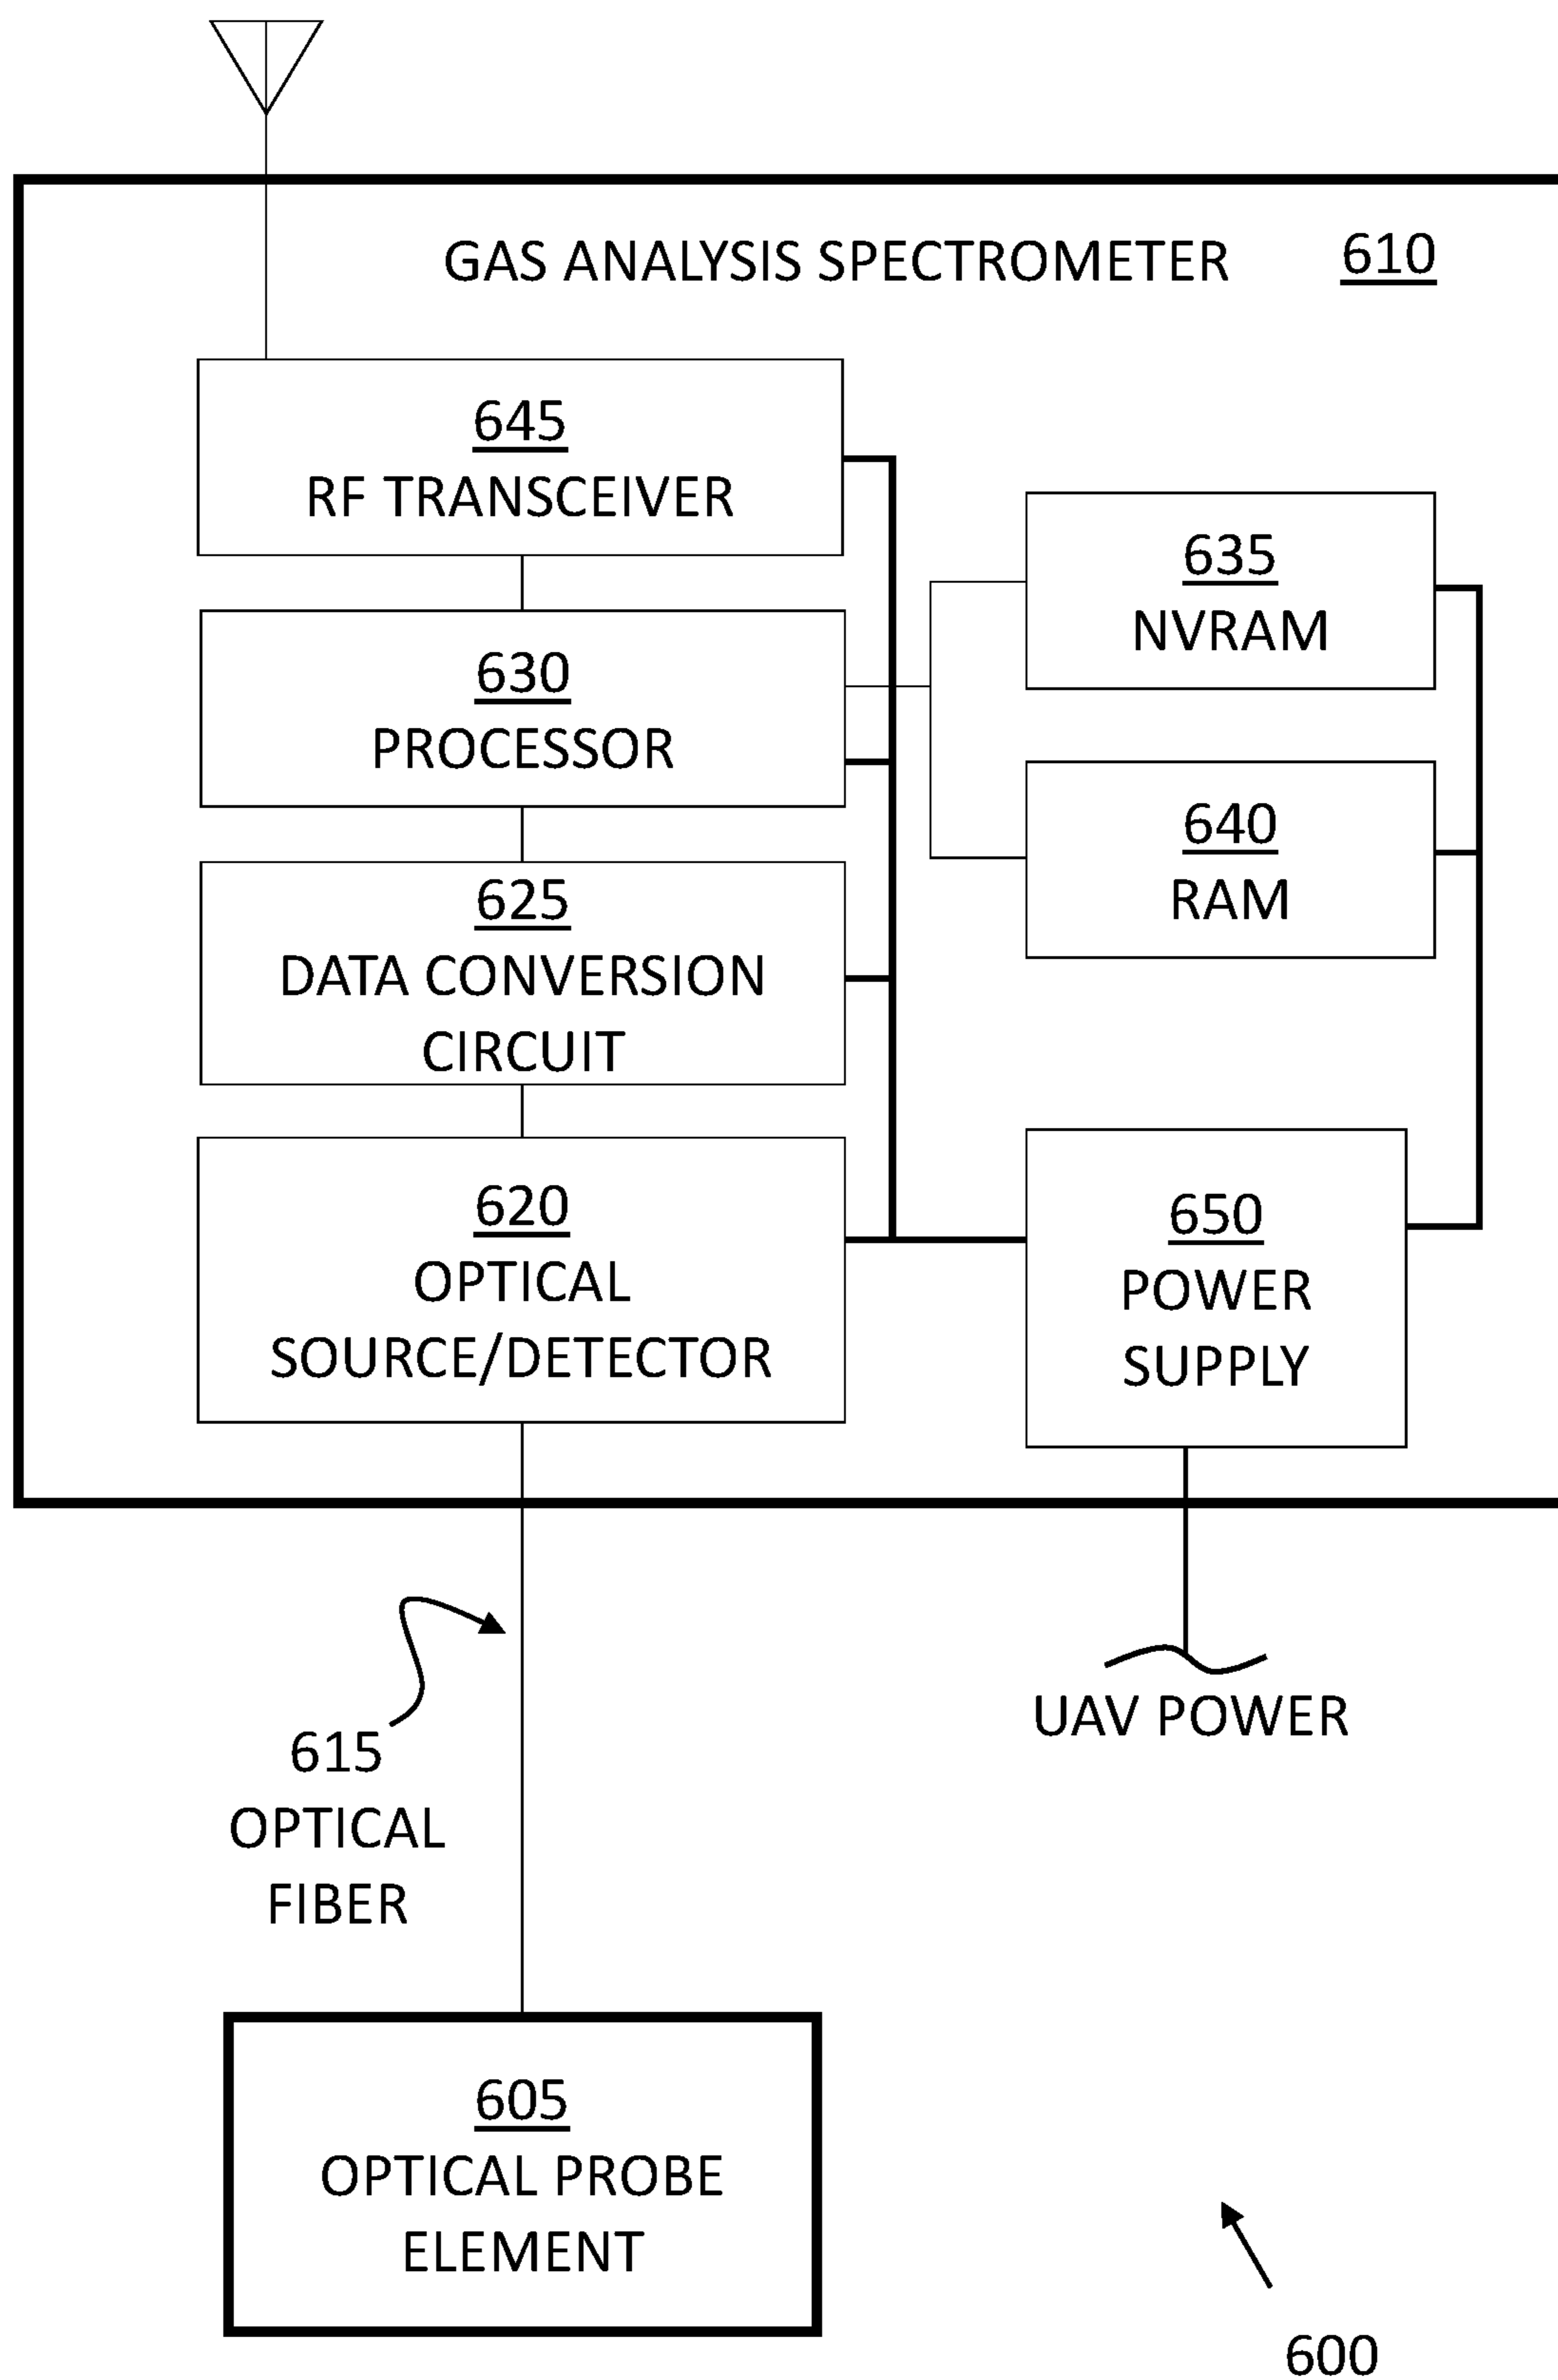 GAS ANALYSIS SPECTROMETER 610
645
RF TRANSCEIVER
635
NVRAM
630
PROCESSOR
640
RAM
625
DATA CONVERSION
CIRCUIT
620
OPTICAL
SOURCE/DETECTOR
650
POWER
SUPPLY
UAV POWER
615
OPTICAL
FIBER
605
OPTICAL PROBE
ELEMENT
600